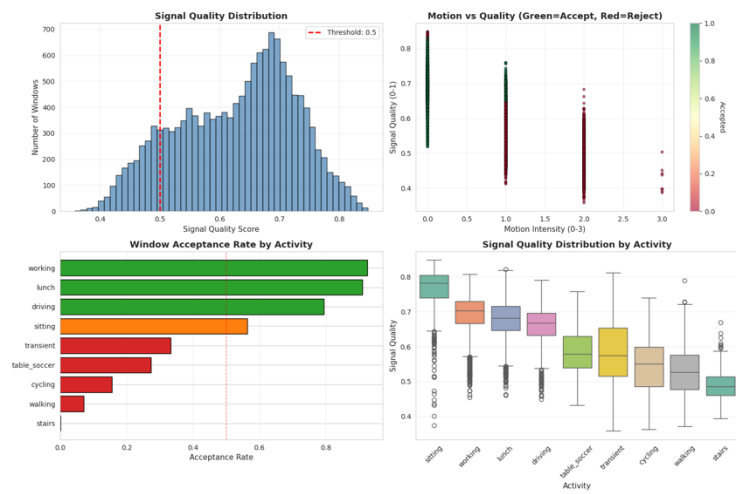 Signal Quality Distribution
700
600
500
400
300
200
100
0
Number of Windows
Threshold: 0.5
0.4 0.5 0.6 0.7 0.8
Signal Quality Score
Motion vs Quality (Green=Accept, Red=Reject)
0.8
0.7
0.6
0.5
0.4
Signal Quality (0-1)
0.0 0.5 1.0 1.5 2.0 2.5 3.0
Motion Intensity (0-3)
1.0
0.8
0.6
0.4
0.2
0.0
Accepted
Window Acceptance Rate by Activity
working
lunch
driving
sitting
transient
table_soccer
cycling
walking
stairs
0.0 0.2 0.4 0.6 0.8
Acceptance Rate
Signal Quality Distribution by Activity
0.8
0.7
0.6
0.5
0.4
Signal Quality
sitting
working
lunch
driving
table_soccer
transient
cycling
walking
stairs
Activity